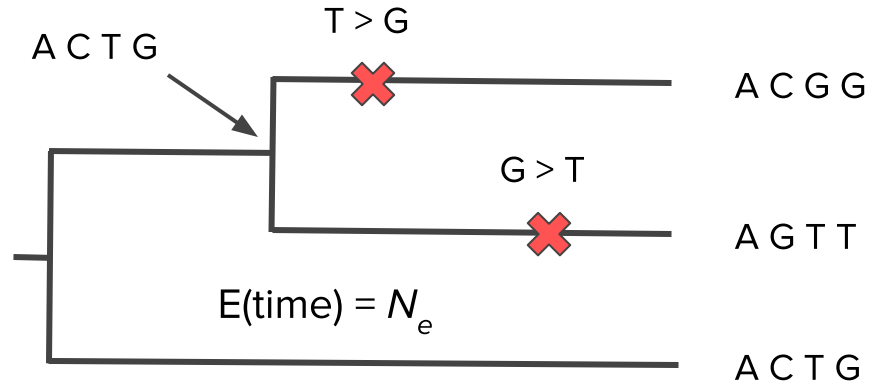 T > G
A C T G
A C G G
G > T
A G T T
E(time) = Nₑ
A C T G